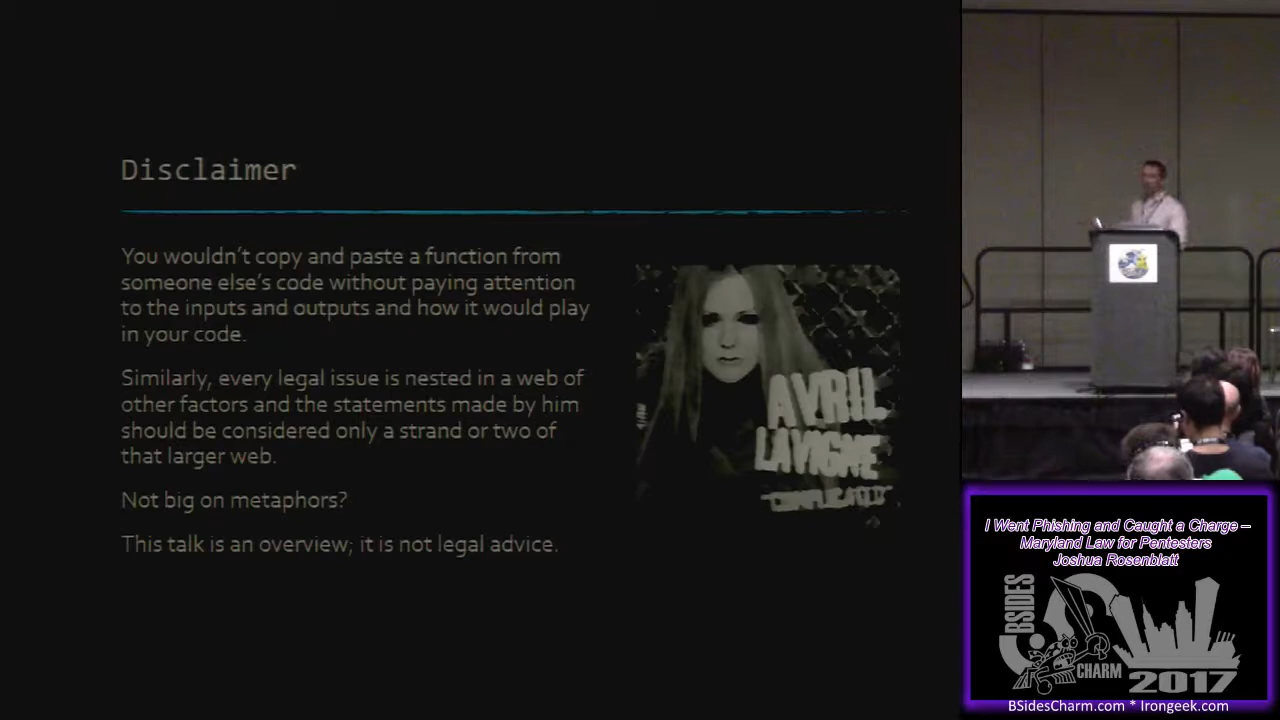 Disclaimer
You wouldn't copy and paste a function from
someone else's code without paying attention
to the inputs and outputs and how it would play
in your code.
Similarly, every legal issue is nested in a web of
other factors and the statements made by him
should be considered only a strand or two of
that larger web.
Not big on metaphors?
This talk is an overview; it is not legal advice.
AVRIL
LAVIGNE
COMPLICATED
I Went Phishing and Caught a Charge –
Maryland Law for Pentesters
Joshua Rosenblatt
BSIDES
CHARM
2017
BSidesCharm.com * Irongeek.com